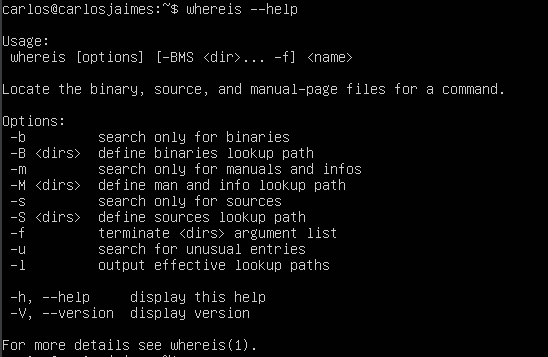 carlos@carlosjaimes:~$ whereis --help
Usage:
whereis [options] [-BMS <dir>... -f] <name>
Locate the binary, source, and manual-page files for a command.
Options:
-b search only for binaries
-B <dirs> define binaries lookup path
-m search only for manuals and infos
-M <dirs> define man and info lookup path
-s search only for sources
-S <dirs> define sources lookup path
-f terminate <dirs> argument list
-u search for unusual entries
-l output effective lookup paths
-h, --help display this help
-V, --version display version
For more details see whereis(1).